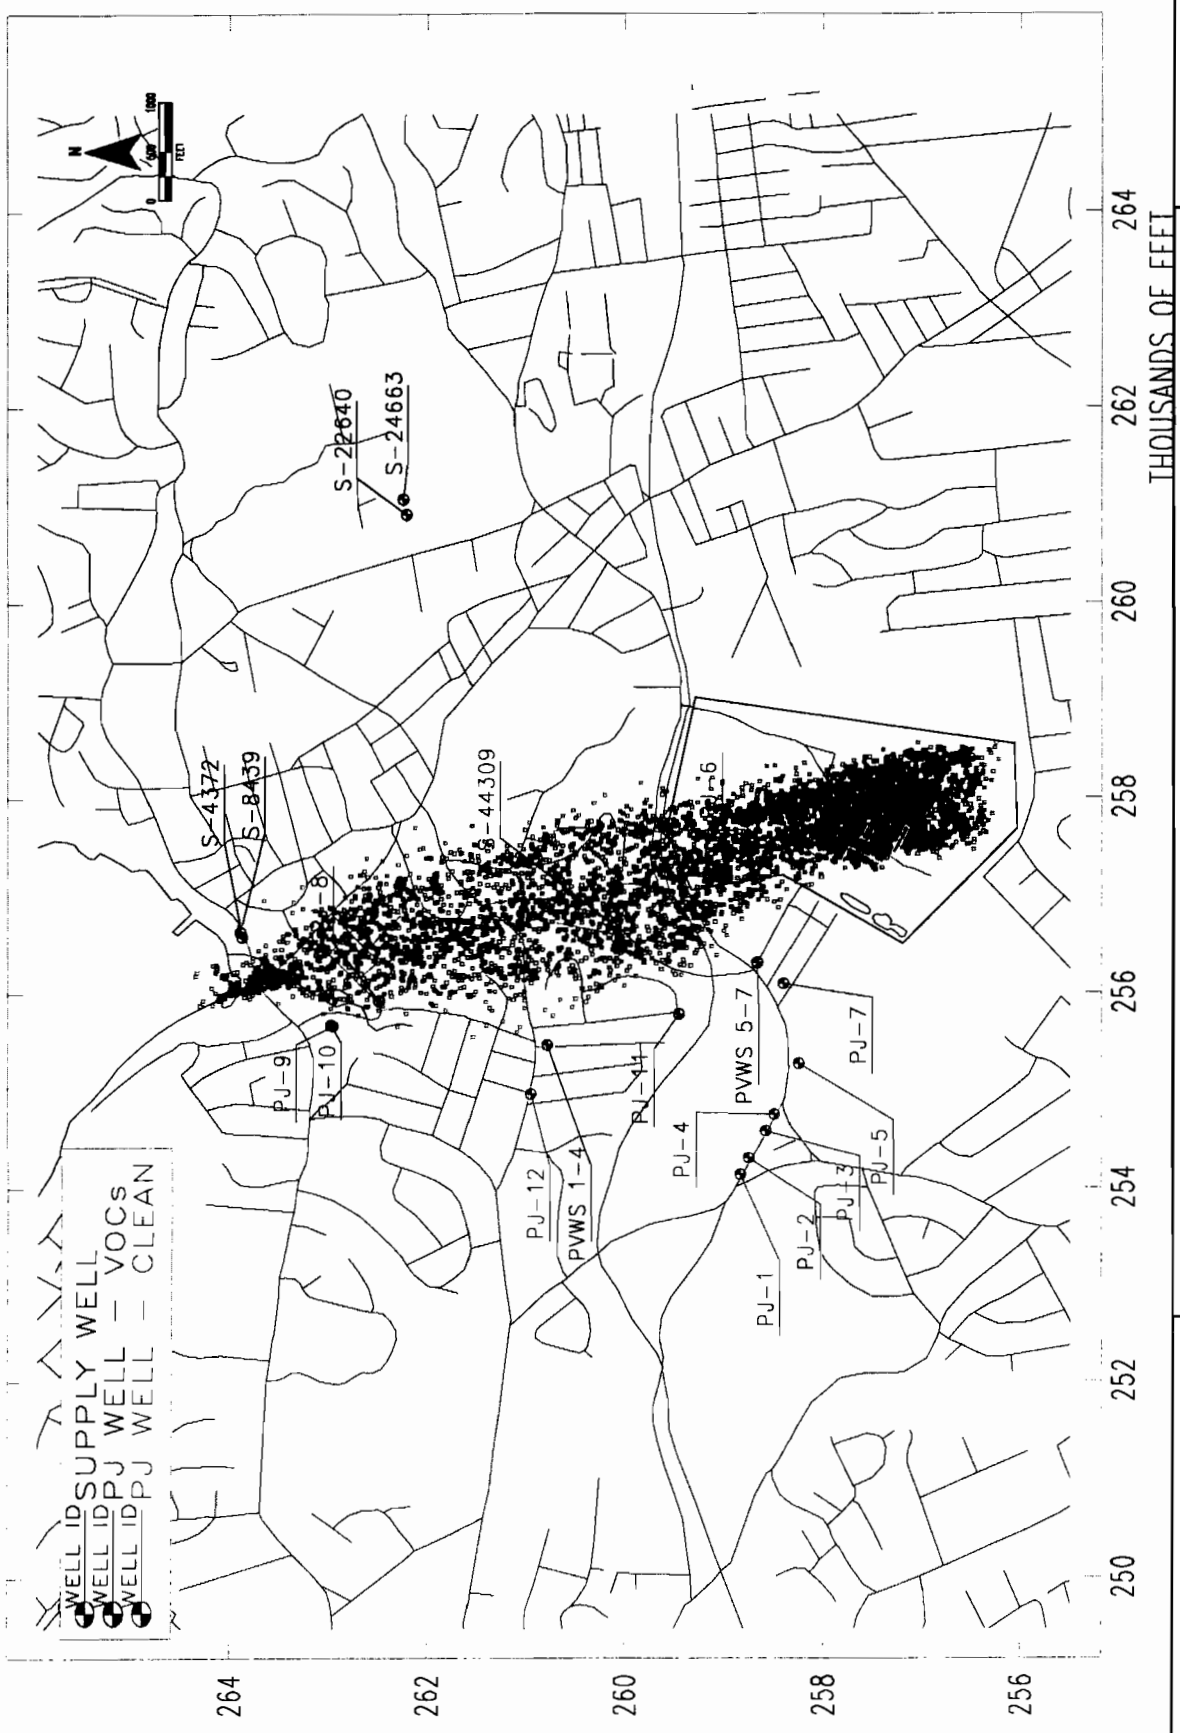 WELL ID SUPPLY WELL
WELL ID PJ WELL - VOCs
WELL ID PJ WELL - CLEAN
N
0 500 1000
FEET
S-4372
S-8439
S-22640
S-24663
-8
-44309
-6
PJ-9
PJ-10
PJ-12
PVWS 1-4
PJ-11
PJ-4
PVWS 5-7
PJ-7
PJ-5
PJ-3
PJ-2
PJ-1
264
262
260
258
256
250
252
254
256
258
260
262
264
THOUSANDS OF FEET